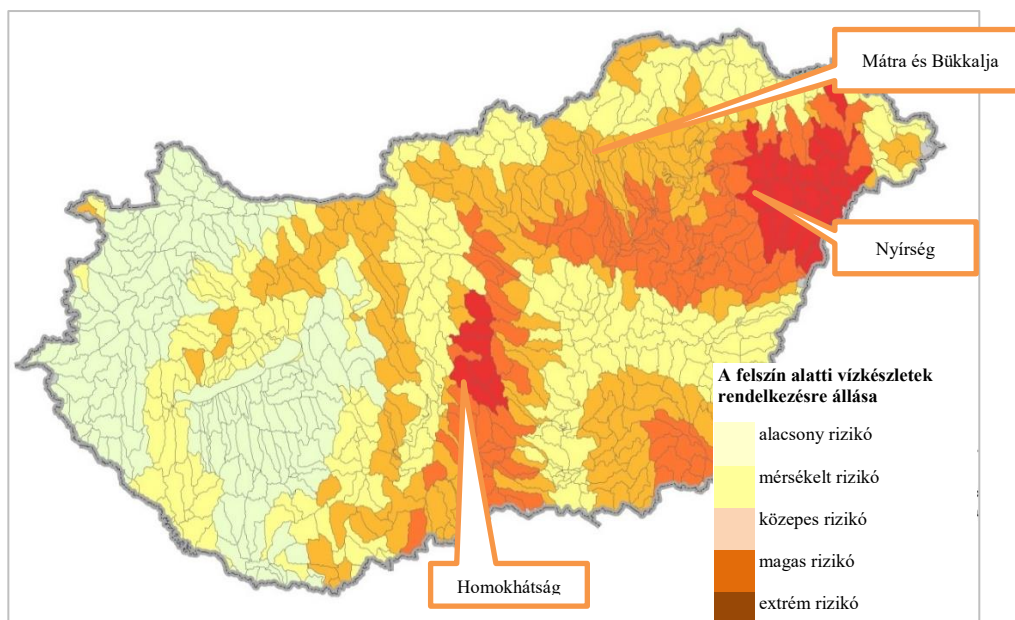 Mátra és Bükkalja
Nyírség
Homokhátság
A felszín alatti vízkészletek
rendelkezésre állása
alacsony rizikó
mérsékelt rizikó
közepes rizikó
magas rizikó
extrém rizikó